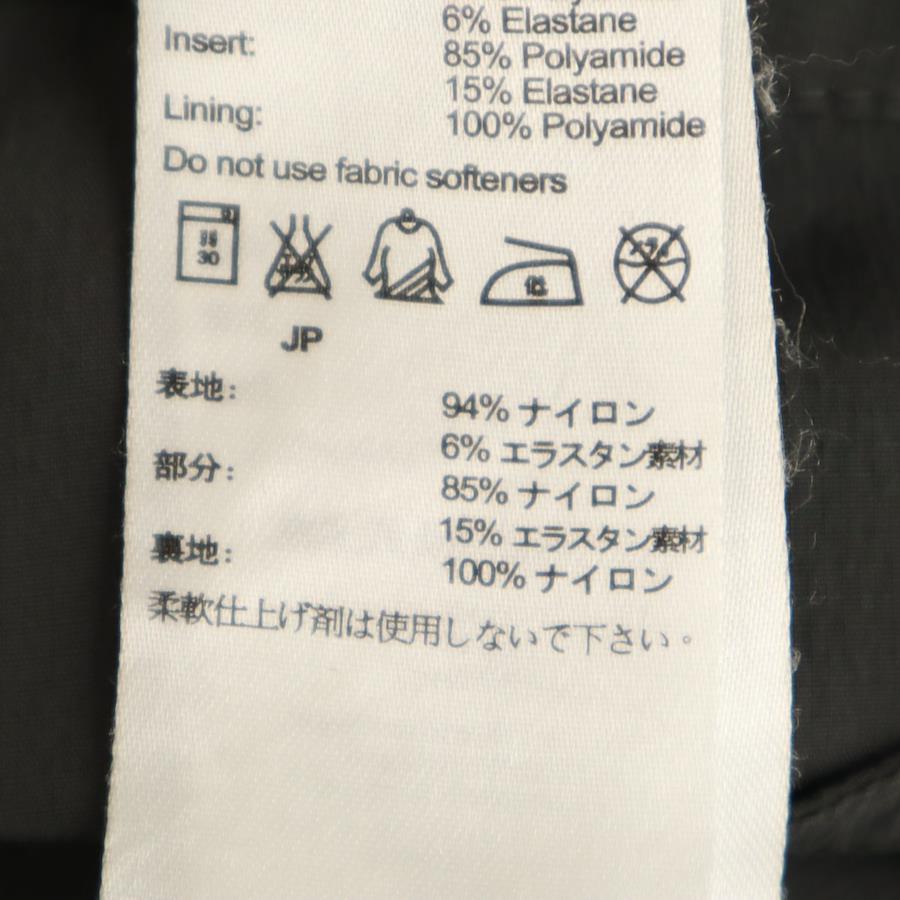 6% Elastane
Insert: 85% Polyamide
15% Elastane
Lining: 100% Polyamide
Do not use fabric softeners
30
JP
表地:
94% ナイロン
6% エラスタン素材
部分:
85% ナイロン
15% エラスタン素材
裏地:
100% ナイロン
柔軟仕上げ剤は使用しないで下さい。